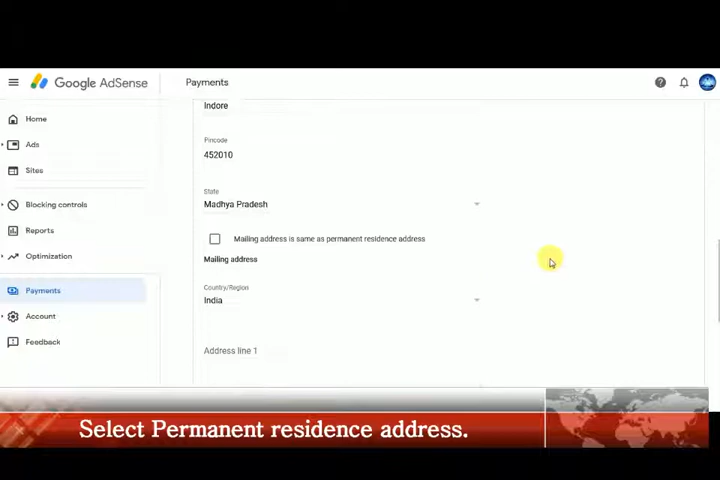 Google AdSense
Payments
Home
Ads
Sites
Blocking controls
Reports
Optimization
Payments
Account
Feedback
Indore
Pincode
452010
State
Madhya Pradesh
Mailing address is same as permanent residence address
Mailing address
Country/Region
India
Address line 1
Select Permanent residence address.